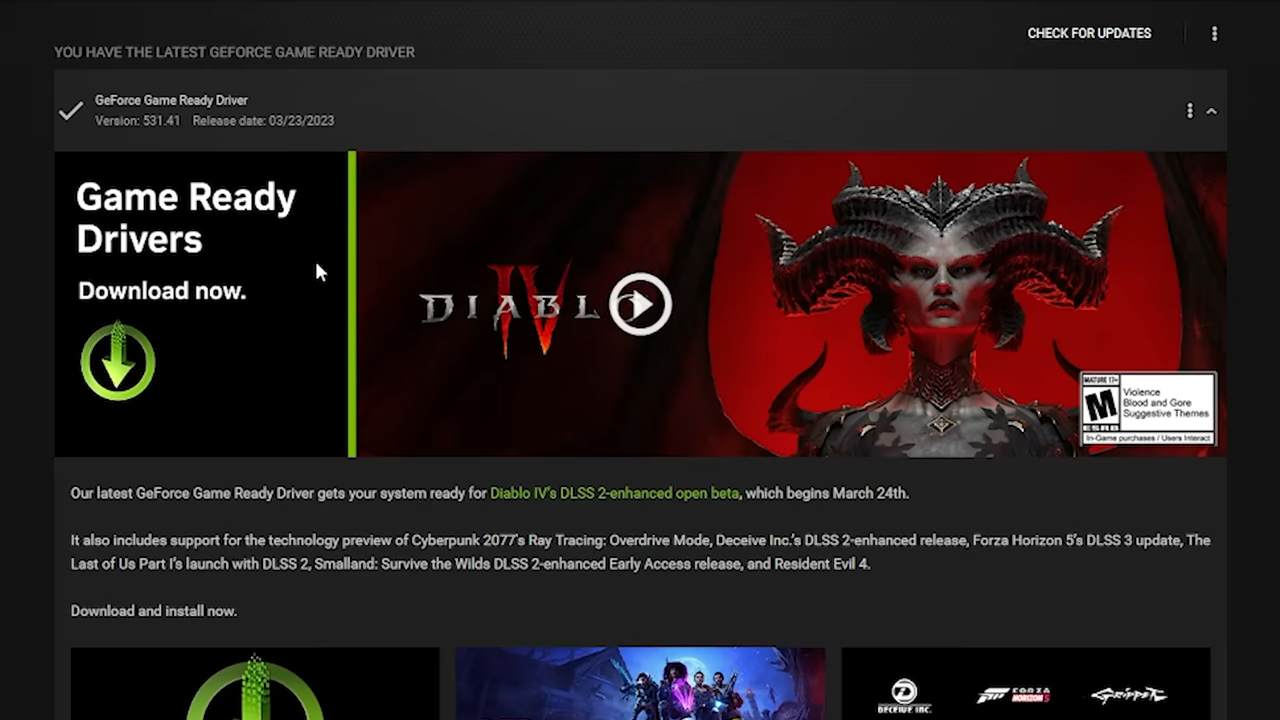 CHECK FOR UPDATES
YOU HAVE THE LATEST GEFORCE GAME READY DRIVER
GeForce Game Ready Driver
Version: 531.41 Release date: 03/23/2023
Game Ready
Drivers
Download now.
DIABLO
IV
MATURE 17+
M
ESRB
Violence
Blood and Gore
Suggestive Themes
In-Game purchases / Users Interact
Our latest GeForce Game Ready Driver gets your system ready for Diablo IV's DLSS 2-enhanced open beta, which begins March 24th.
It also includes support for the technology preview of Cyberpunk 2077's Ray Tracing: Overdrive Mode, Deceive Inc.'s DLSS 2-enhanced release, Forza Horizon 5's DLSS 3 update, The
Last of Us Part I's launch with DLSS 2, Smalland: Survive the Wilds DLSS 2-enhanced Early Access release, and Resident Evil 4.
Download and install now.
DECEIVE INC.
FORZA
HORIZON 5
GRIPPER